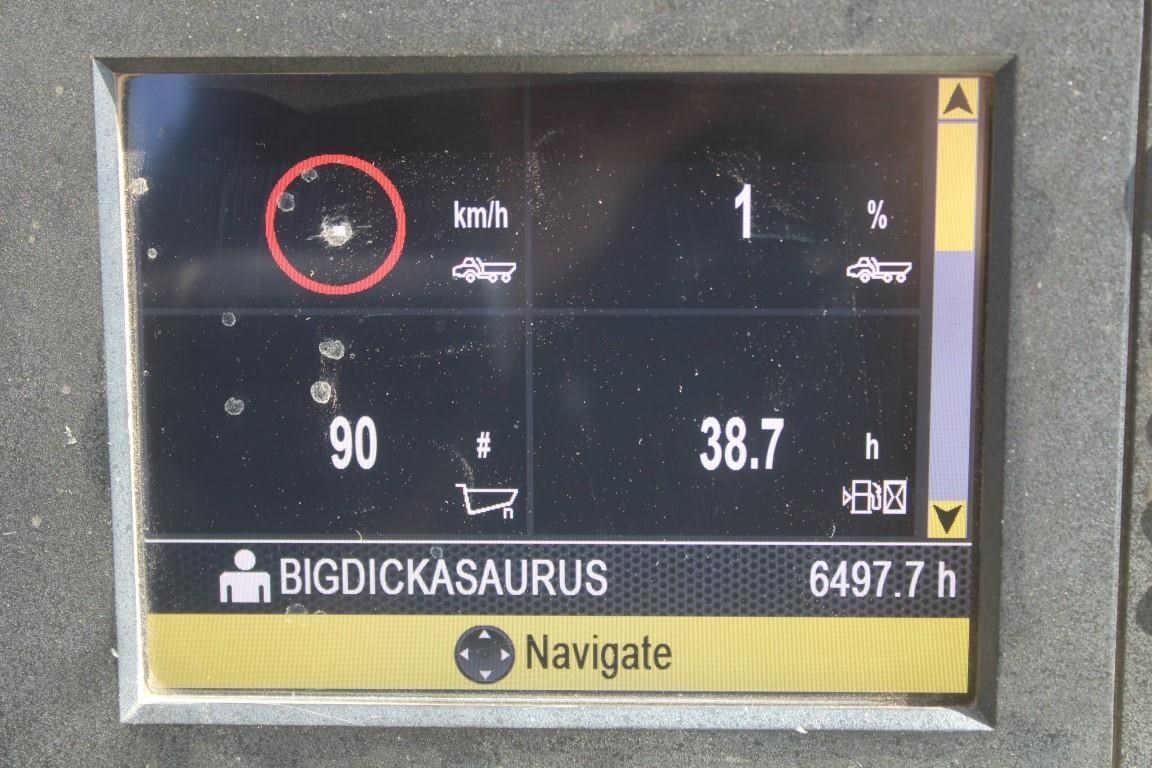 km/h
1 %
90 #
n
38.7 h
BIGDICKASAURUS 6497.7 h
Navigate